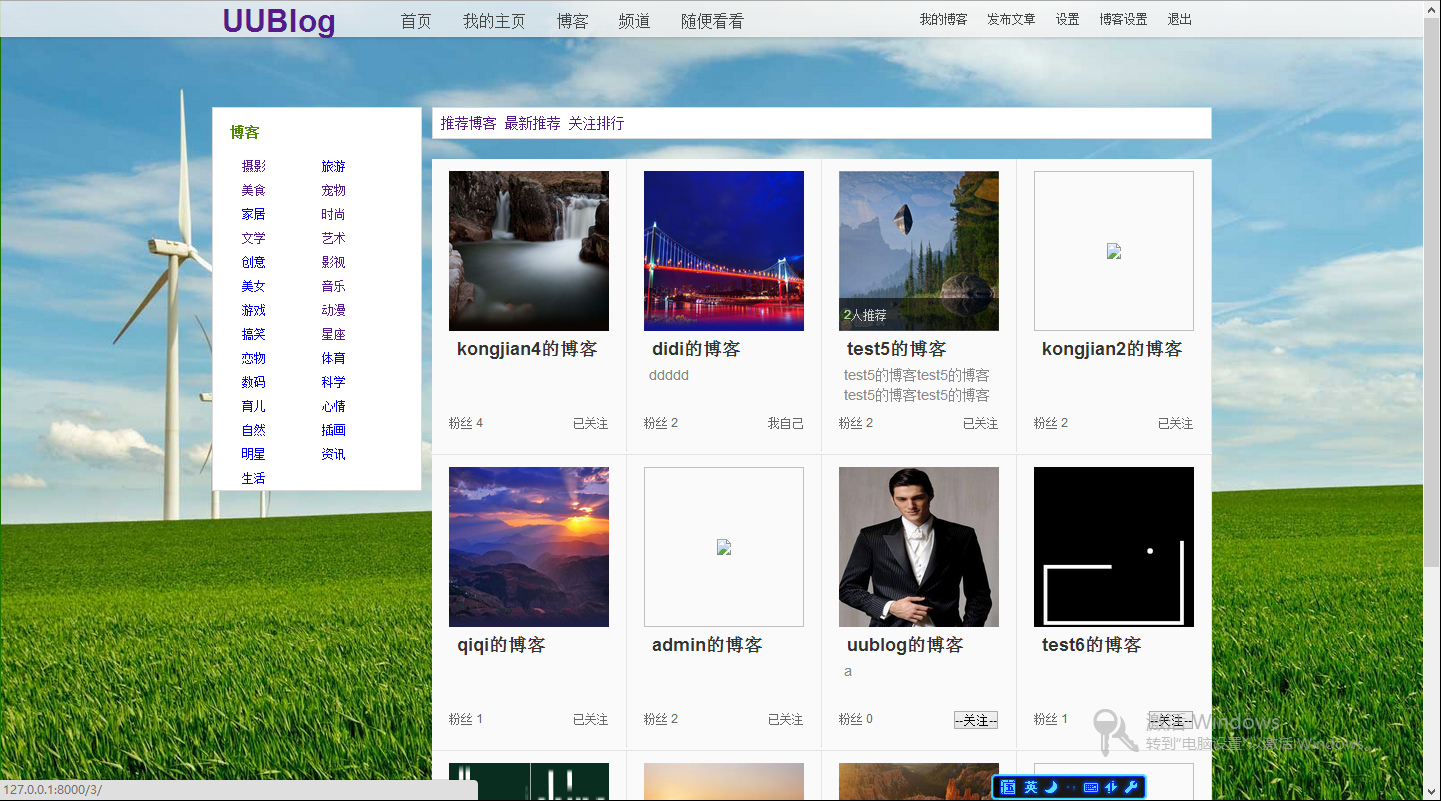 UUBlog 首页 我的主页 博客 频道 随便看看 我的博客 发布文章 设置 博客设置 退出
博客
摄影 旅游
美食 宠物
家居 时尚
文学 艺术
创意 影视
美女 音乐
游戏 动漫
搞笑 星座
恋物 体育
数码 科学
育儿 心情
自然 插画
明星 资讯
生活
推荐博客 最新推荐 关注排行
2人推荐
kongjian4的博客 didi的博客 test5的博客 kongjian2的博客
ddddd test5的博客test5的博客
test5的博客test5的博客
粉丝 4 已关注 粉丝 2 我自己 粉丝 2 已关注 粉丝 2 已关注
qiqi的博客 admin的博客 uublog的博客 test6的博客
a
粉丝 1 已关注 粉丝 2 已关注 粉丝 0 --关注-- 粉丝 1 --关注--
激活 Windows
转到"电脑设置"以激活 Windows。
127.0.0.1:8000/3/
英